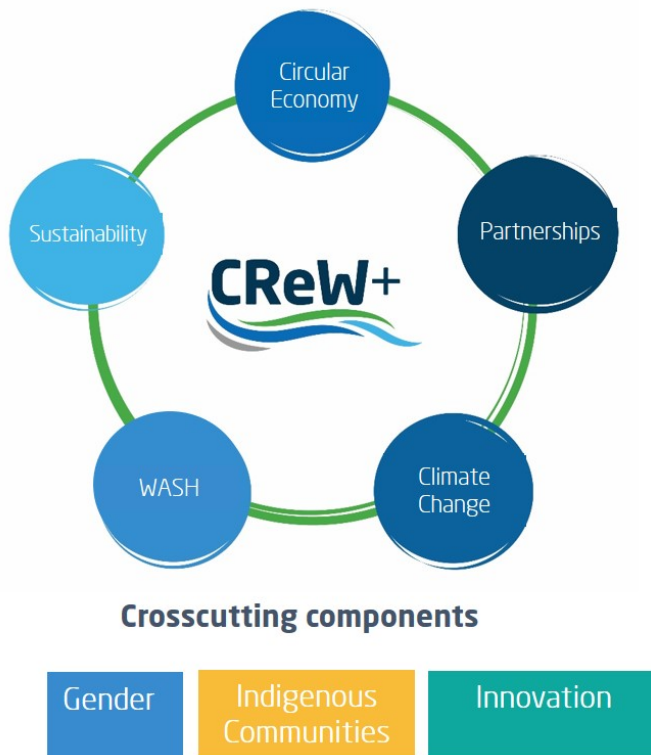 Circular
Economy
Sustainability
Partnerships
CReW+
WASH
Climate
Change
Crosscutting components
Gender
Indigenous
Communities
Innovation